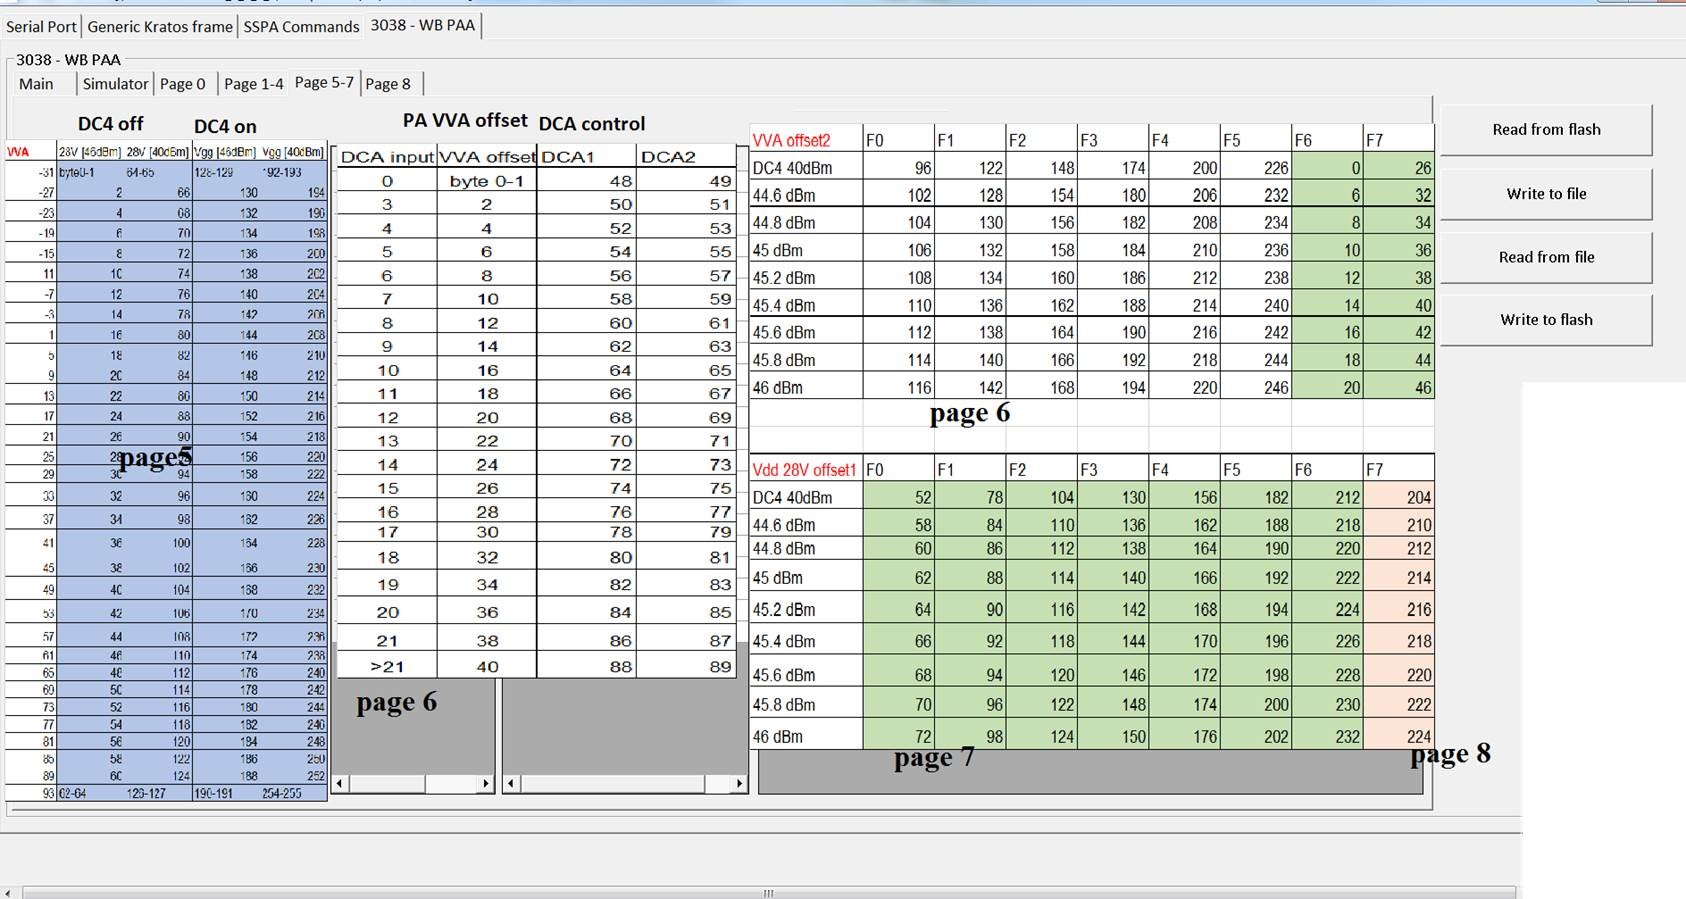 Serial Port Generic Kratos frame SSPA Commands 3038 - WB PAA
3038 - WB PAA
Main Simulator Page 0 Page 1-4 Page 5-7 Page 8
DC4 off DC4 on
VVA 28V [46dBm] 28V [40dBm] Vgg [46dBm] Vgg [40dBm]
-31 byte0-1 64-65 128-129 192-193
-27 2 66 130 194
-23 4 68 132 196
-19 6 70 134 198
-15 8 72 136 200
11 10 74 138 202
-7 12 76 140 204
-3 14 78 142 206
1 16 80 144 208
5 18 82 146 210
9 20 84 148 212
13 22 86 150 214
17 24 88 152 216
21 26 90 154 218
25 28 156 220
page5
29 30 94 158 222
33 32 96 160 224
37 34 98 162 226
41 36 100 164 228
45 38 102 166 230
49 40 104 168 232
53 42 106 170 234
57 44 108 172 236
61 46 110 174 238
65 48 112 176 240
69 50 114 178 242
73 52 116 180 244
77 54 118 182 246
81 56 120 184 248
85 58 122 186 250
89 60 124 188 252
93 62-64 126-127 190-191 254-255
PA VVA offset DCA control
DCA input VVA offset DCA1 DCA2
0 byte 0-1 48 49
3 2 50 51
4 4 52 53
5 6 54 55
6 8 56 57
7 10 58 59
8 12 60 61
9 14 62 63
10 16 64 65
11 18 66 67
12 20 68 69
13 22 70 71
14 24 72 73
15 26 74 75
16 28 76 77
17 30 78 79
18 32 80 81
19 34 82 83
20 36 84 85
21 38 86 87
>21 40 88 89
page 6
VVA offset2 F0 F1 F2 F3 F4 F5 F6 F7
DC4 40dBm 96 122 148 174 200 226 0 26
44.6 dBm 102 128 154 180 206 232 6 32
44.8 dBm 104 130 156 182 208 234 8 34
45 dBm 106 132 158 184 210 236 10 36
45.2 dBm 108 134 160 186 212 238 12 38
45.4 dBm 110 136 162 188 214 240 14 40
45.6 dBm 112 138 164 190 216 242 16 42
45.8 dBm 114 140 166 192 218 244 18 44
46 dBm 116 142 168 194 220 246 20 46
page 6
Vdd 28V offset1 F0 F1 F2 F3 F4 F5 F6 F7
DC4 40dBm 52 78 104 130 156 182 212 204
44.6 dBm 58 84 110 136 162 188 218 210
44.8 dBm 60 86 112 138 164 190 220 212
45 dBm 62 88 114 140 166 192 222 214
45.2 dBm 64 90 116 142 168 194 224 216
45.4 dBm 66 92 118 144 170 196 226 218
45.6 dBm 68 94 120 146 172 198 228 220
45.8 dBm 70 96 122 148 174 200 230 222
46 dBm 72 98 124 150 176 202 232 224
page 7
page 8
Read from flash
Write to file
Read from file
Write to flash